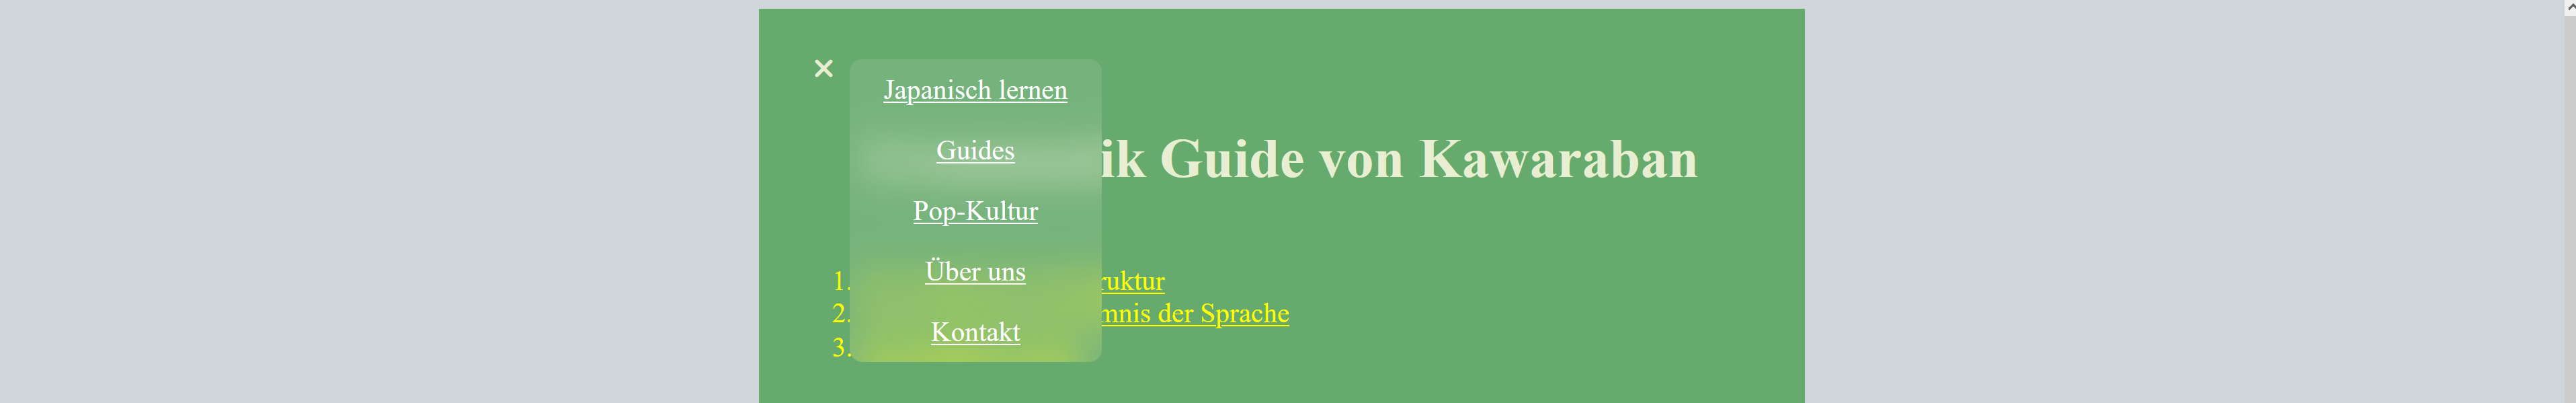 Japanisch lernen
Guides
ik Guide von Kawaraban
Pop-Kultur
Über uns
1. ruktur
2. mnis der Sprache
Kontakt
3.